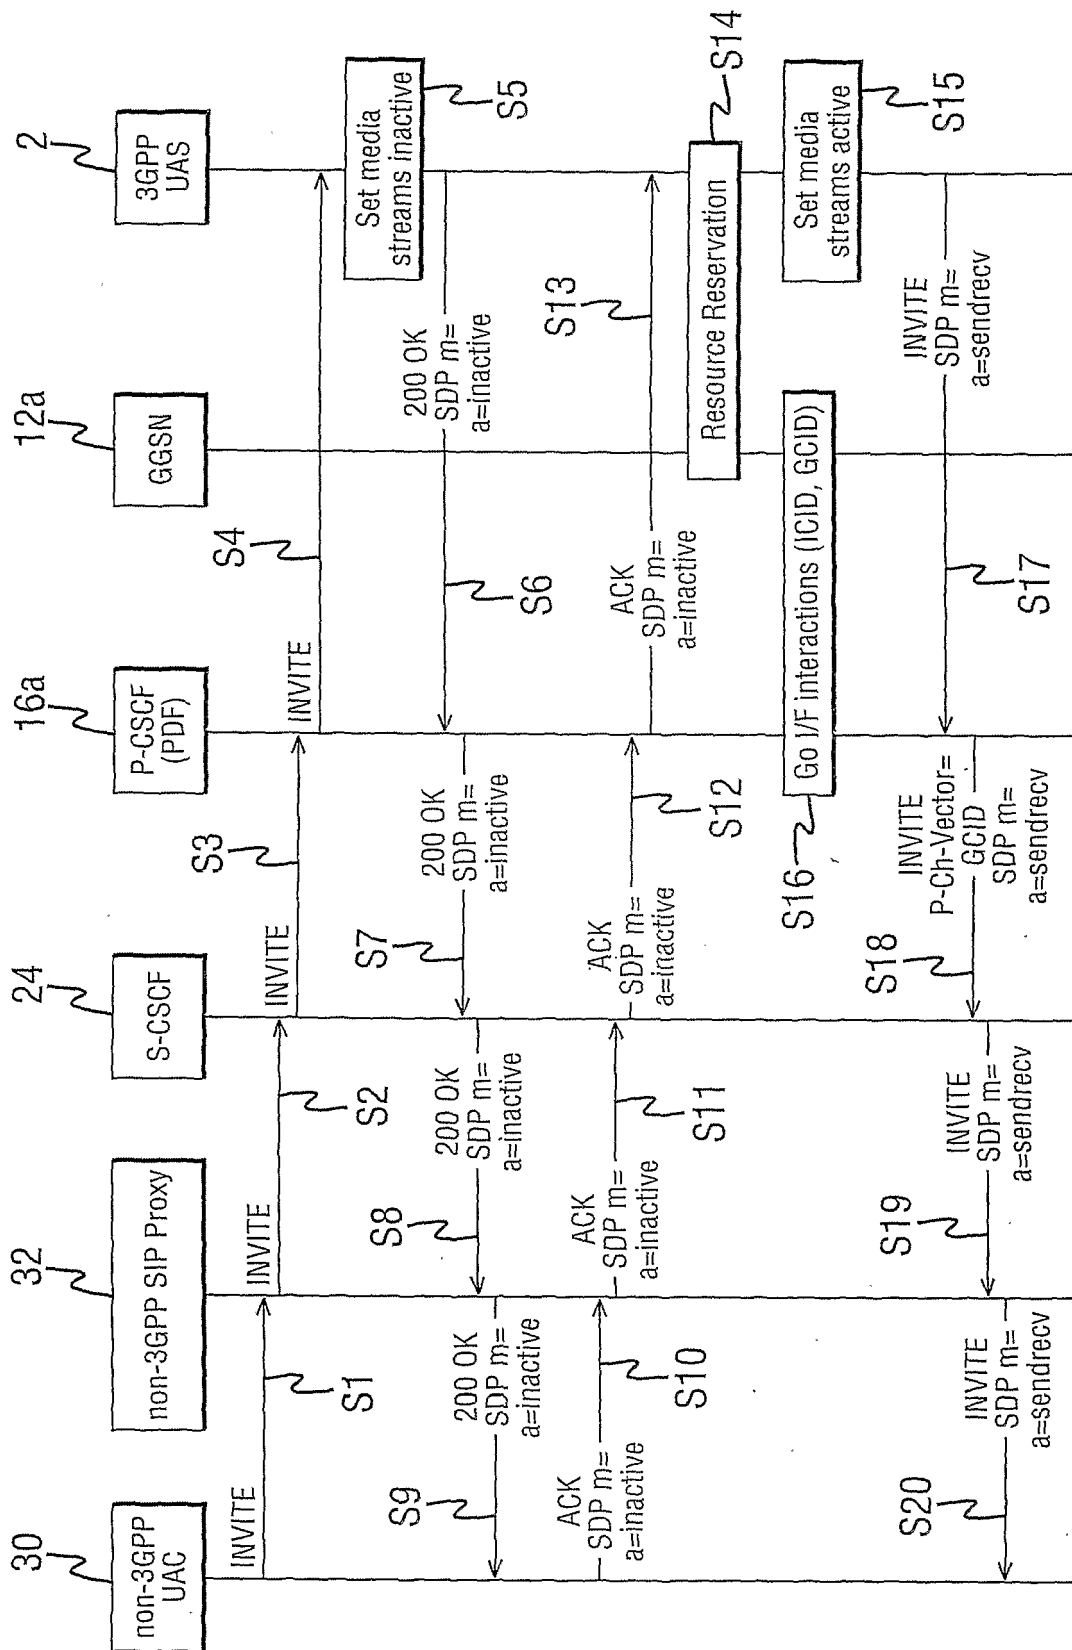 30
32
24
16a
12a
2
non-3GPP
UAC
non-3GPP SIP Proxy
S-CSCF
P-CSCF
(PDF)
GGSN
3GPP
UAS
INVITE
S1
INVITE
S2
INVITE
S3
INVITE
S4
Set media
streams inactive
S5
200 OK
SDP m=
a=inactive
S6
200 OK
SDP m=
a=inactive
S7
200 OK
SDP m=
a=inactive
S8
200 OK
SDP m=
a=inactive
S9
ACK
SDP m=
a=inactive
S10
ACK
SDP m=
a=inactive
S11
ACK
SDP m=
a=inactive
S12
ACK
SDP m=
a=inactive
S13
Resource Reservation
S14
Set media
streams active
S15
Go I/F interactions (ICID, GCID)
S16
INVITE
SDP m=
a=sendrecv
S17
INVITE
P-Ch-Vector=
GCID
SDP m=
a=sendrecv
S18
INVITE
SDP m=
a=sendrecv
S19
INVITE
SDP m=
a=sendrecv
S20